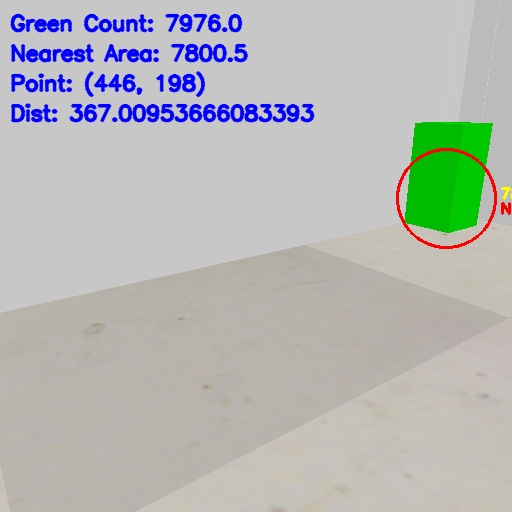 Green Count: 7976.0
Nearest Area: 7800.5
Point: (446, 198)
Dist: 367.00953666083393